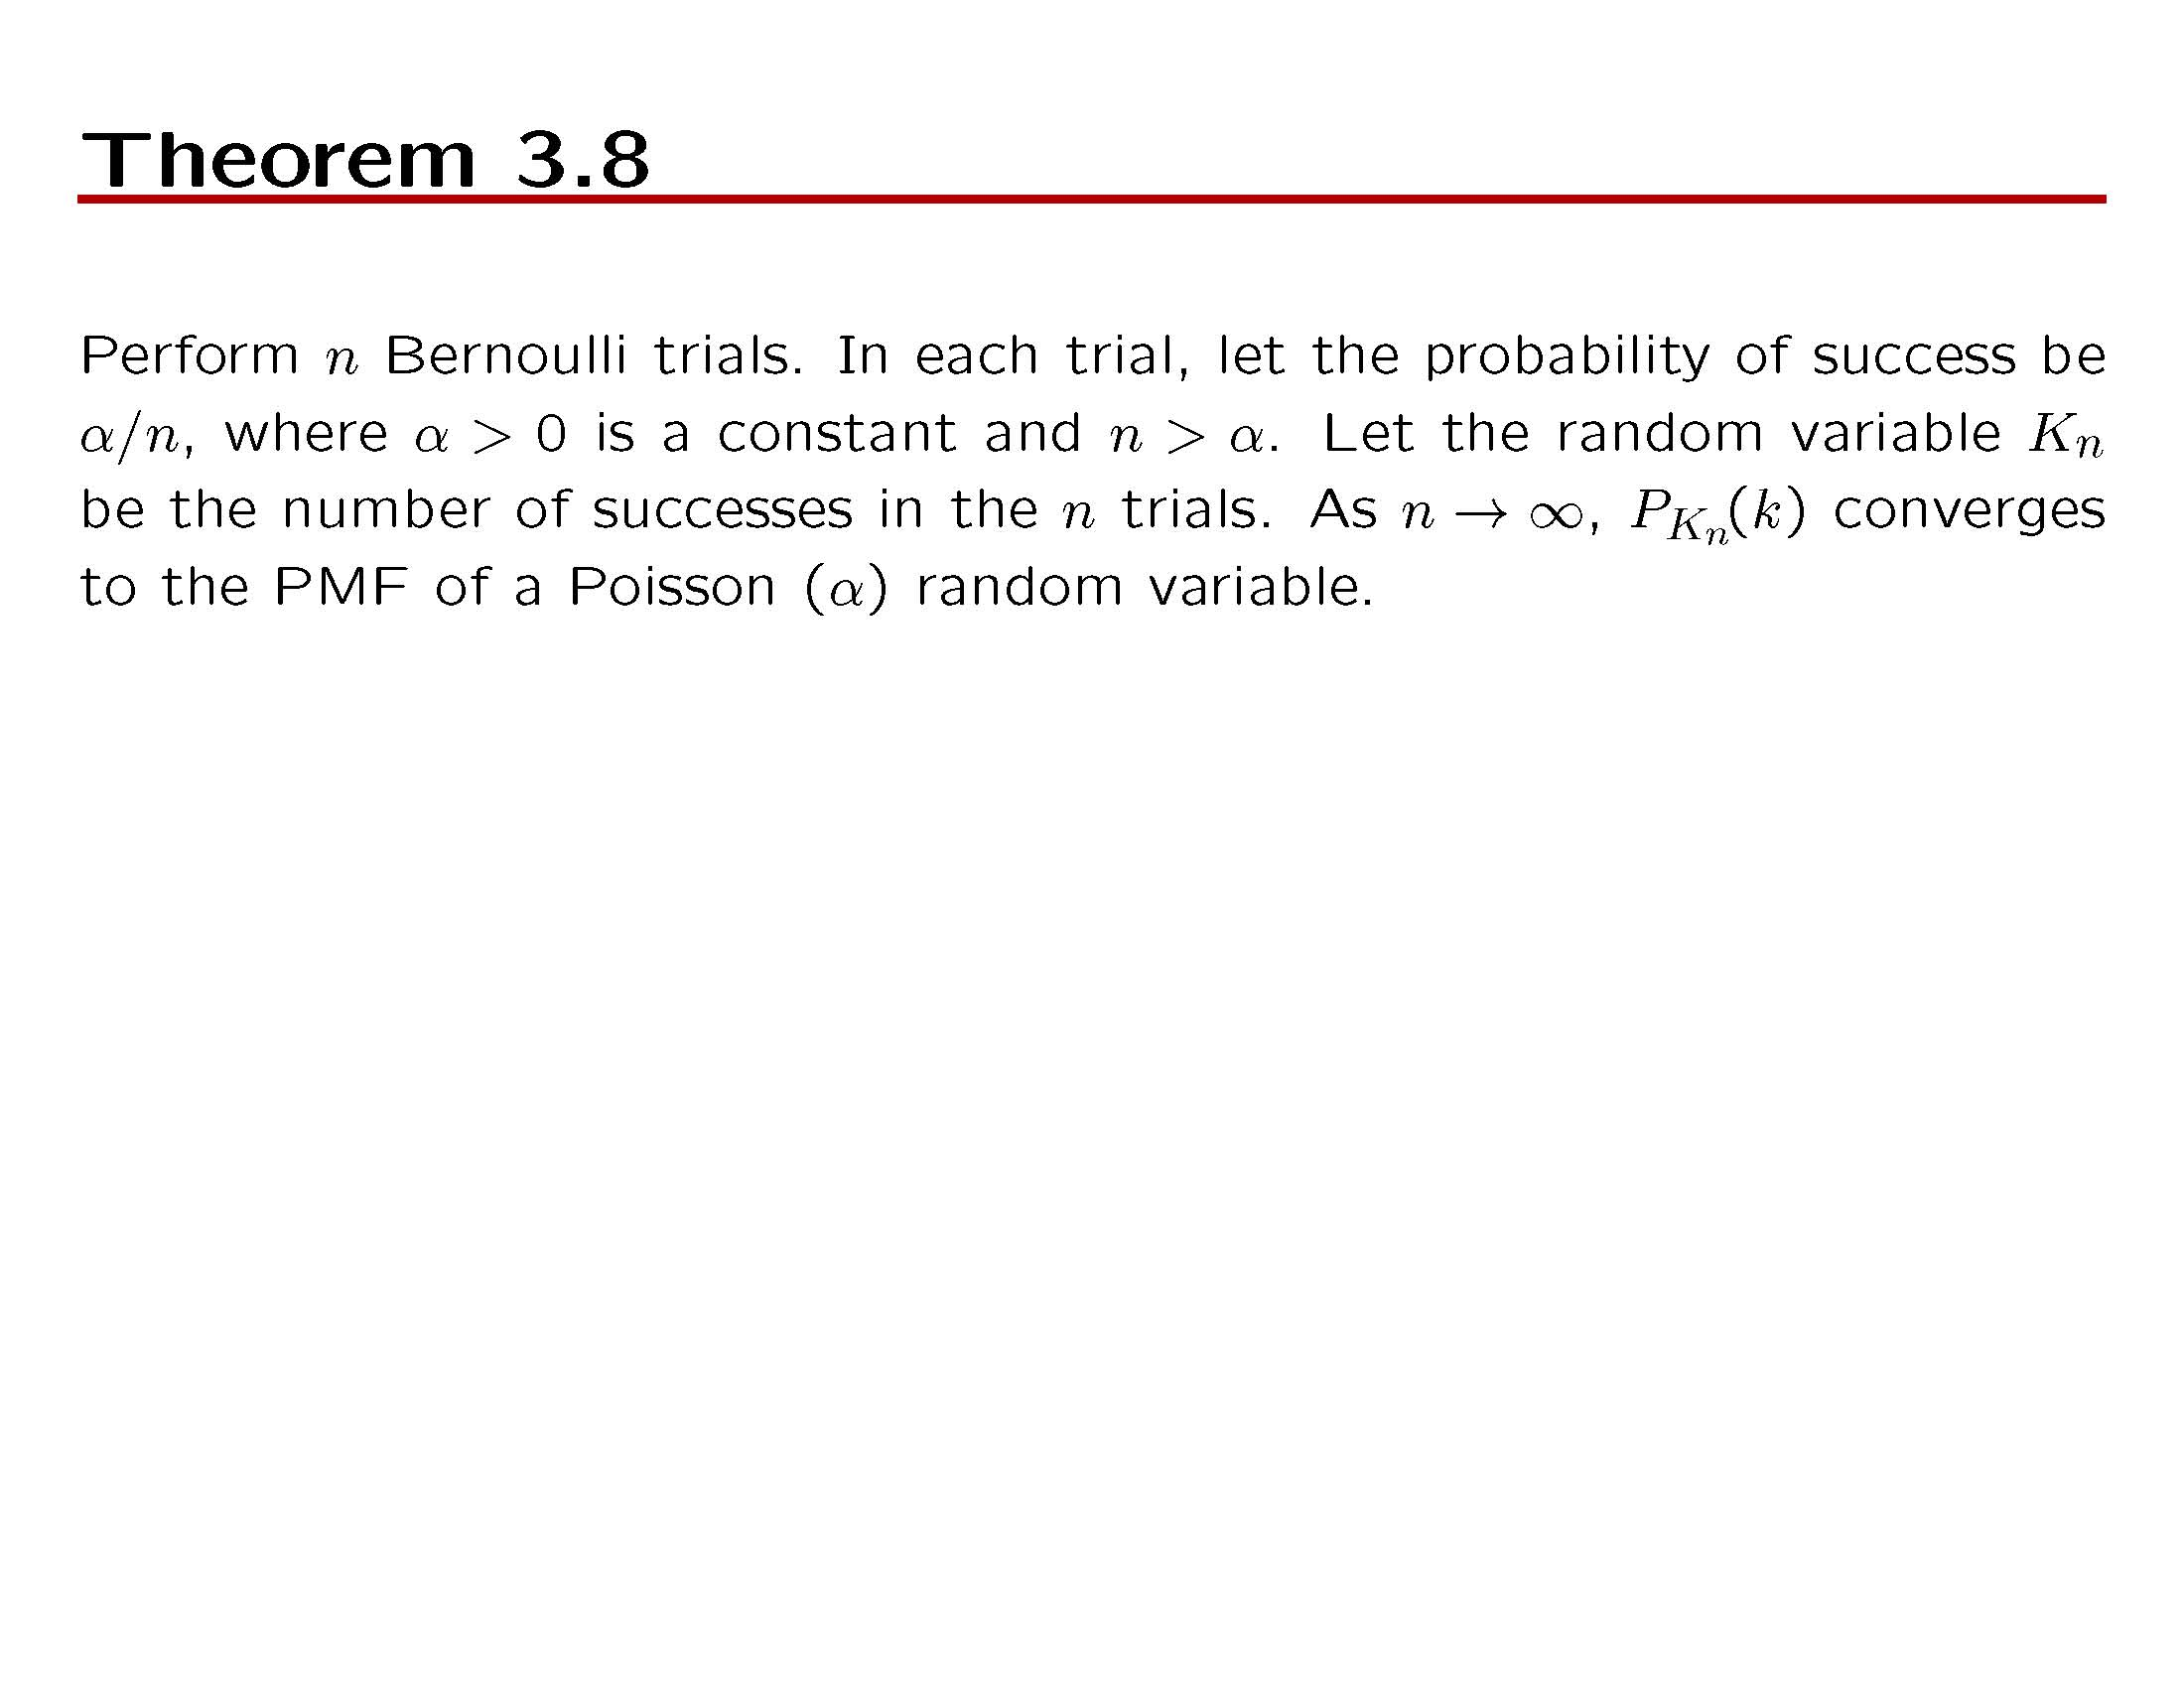 Theorem 3.8
Perform n Bernoulli trials. In each trial, let the probability of success be
α/n, where α > 0 is a constant and n > α. Let the random variable Kₙ
be the number of successes in the n trials. As n → ∞, P_{Kₙ}(k) converges
to the PMF of a Poisson (α) random variable.